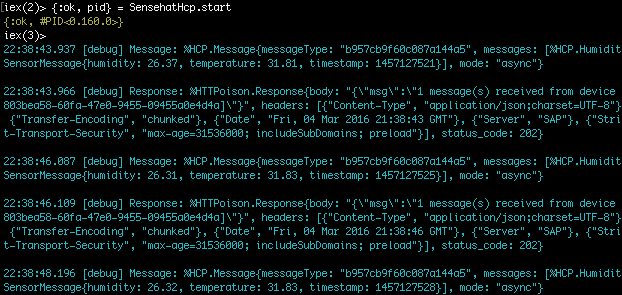 iex(2)> {:ok, pid} = SensehatHcp.start
{:ok, #PID<0.160.0>}
iex(3)>
22:38:43.937 [debug] Message: %HCP.Message{messageType: "b957cb9f60c087a144a5", messages: [%HCP.Humidit
SensorMessage{humidity: 26.37, temperature: 31.81, timestamp: 1457127521}], mode: "async"}
22:38:43.966 [debug] Response: %HTTPoison.Response{body: "{\"msg\":\"1 message(s) received from device
803bea58-60fa-47e0-9455-09455a0e4d4a]\"}", headers: [{"Content-Type", "application/json;charset=UTF-8"}
 {"Transfer-Encoding", "chunked"}, {"Date", "Fri, 04 Mar 2016 21:38:43 GMT"}, {"Server", "SAP"}, {"Stri
t-Transport-Security", "max-age=31536000; includeSubDomains; preload"}], status_code: 202}
22:38:46.087 [debug] Message: %HCP.Message{messageType: "b957cb9f60c087a144a5", messages: [%HCP.Humidit
SensorMessage{humidity: 26.31, temperature: 31.83, timestamp: 1457127525}], mode: "async"}
22:38:46.109 [debug] Response: %HTTPoison.Response{body: "{\"msg\":\"1 message(s) received from device
803bea58-60fa-47e0-9455-09455a0e4d4a]\"}", headers: [{"Content-Type", "application/json;charset=UTF-8"}
 {"Transfer-Encoding", "chunked"}, {"Date", "Fri, 04 Mar 2016 21:38:46 GMT"}, {"Server", "SAP"}, {"Stri
t-Transport-Security", "max-age=31536000; includeSubDomains; preload"}], status_code: 202}
22:38:48.196 [debug] Message: %HCP.Message{messageType: "b957cb9f60c087a144a5", messages: [%HCP.Humidit
SensorMessage{humidity: 26.32, temperature: 31.83, timestamp: 1457127528}], mode: "async"}